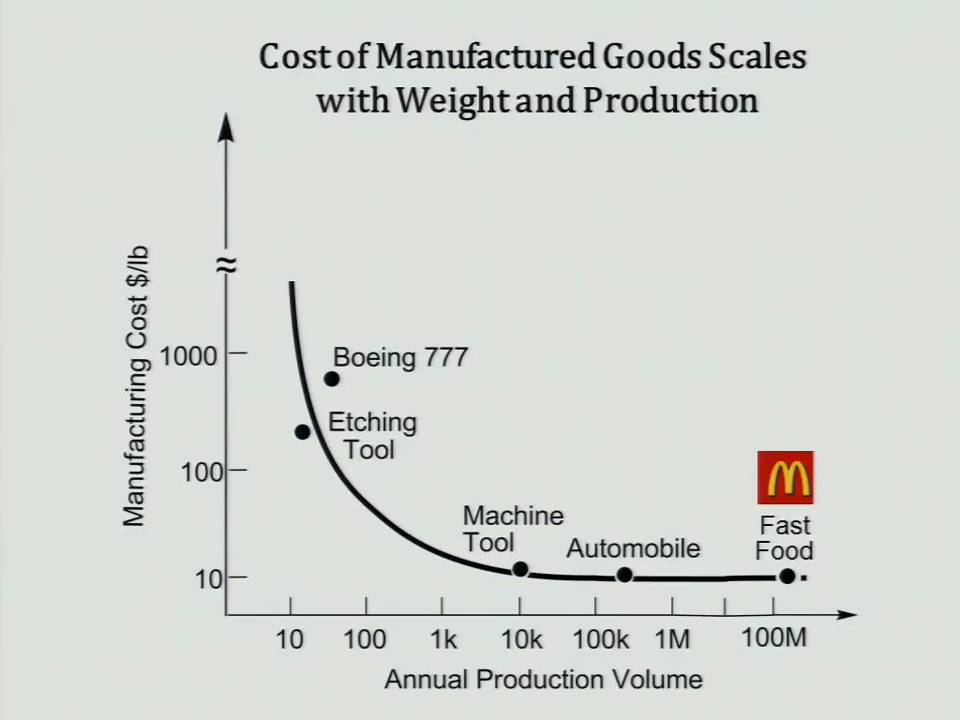 Cost of Manufactured Goods Scales
with Weight and Production
Manufacturing Cost $/lb
≈
1000
100
10
Boeing 777
Etching
Tool
Machine
Tool
Automobile
M
Fast
Food
10 100 1k 10k 100k 1M 100M
Annual Production Volume